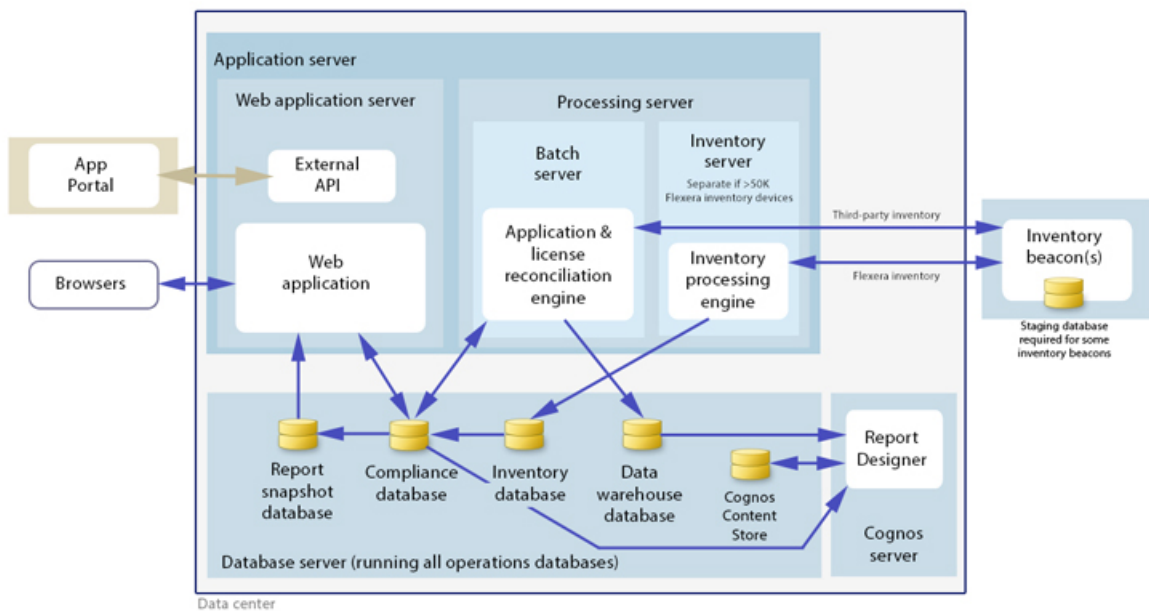 Application server
Web application server
Processing server
App
Portal
External
API
Batch
server
Inventory
server
Separate if >50K
Flexera inventory devices
Third-party inventory
Inventory
beacon(s)
Browsers
Web
application
Application &
license
reconciliation
engine
Inventory
processing
engine
Flexera inventory
Staging database
required for some
inventory beacons
Report
snapshot
database
Compliance
database
Inventory
database
Data
warehouse
database
Cognos
Content
Store
Report
Designer
Cognos
server
Database server (running all operations databases)
Data center